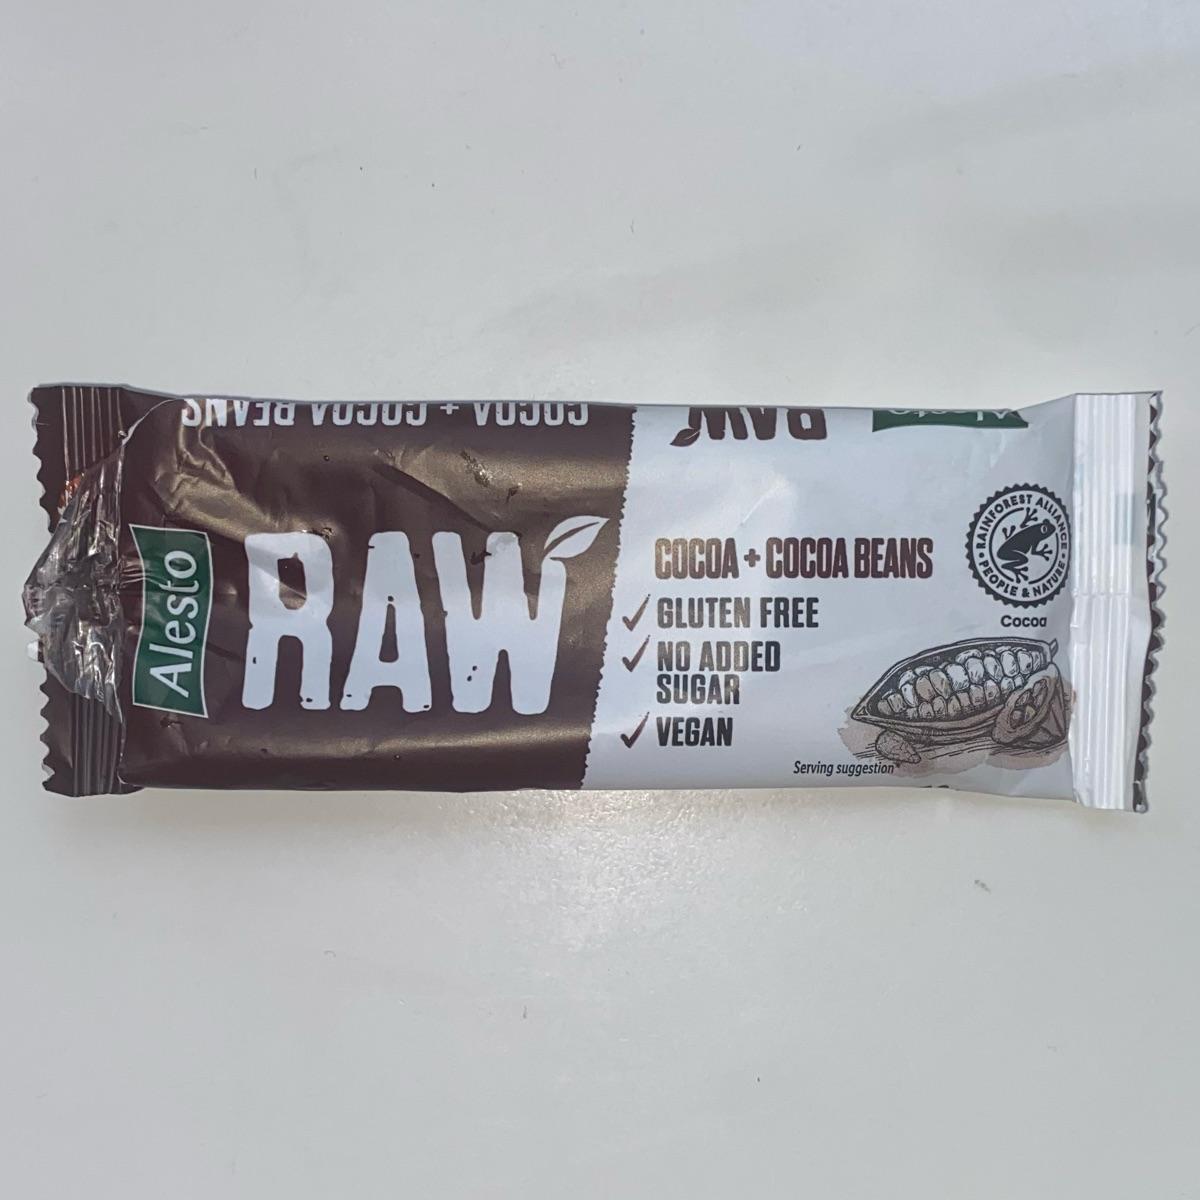 COCOA + COCOA BEANS
RAW
Alesto
Alesto
RAW
COCOA + COCOA BEANS
✓ GLUTEN FREE
✓ NO ADDED
SUGAR
✓ VEGAN
Serving suggestion
RAINFOREST ALLIANCE
• PEOPLE & NATURE •
Cocoa